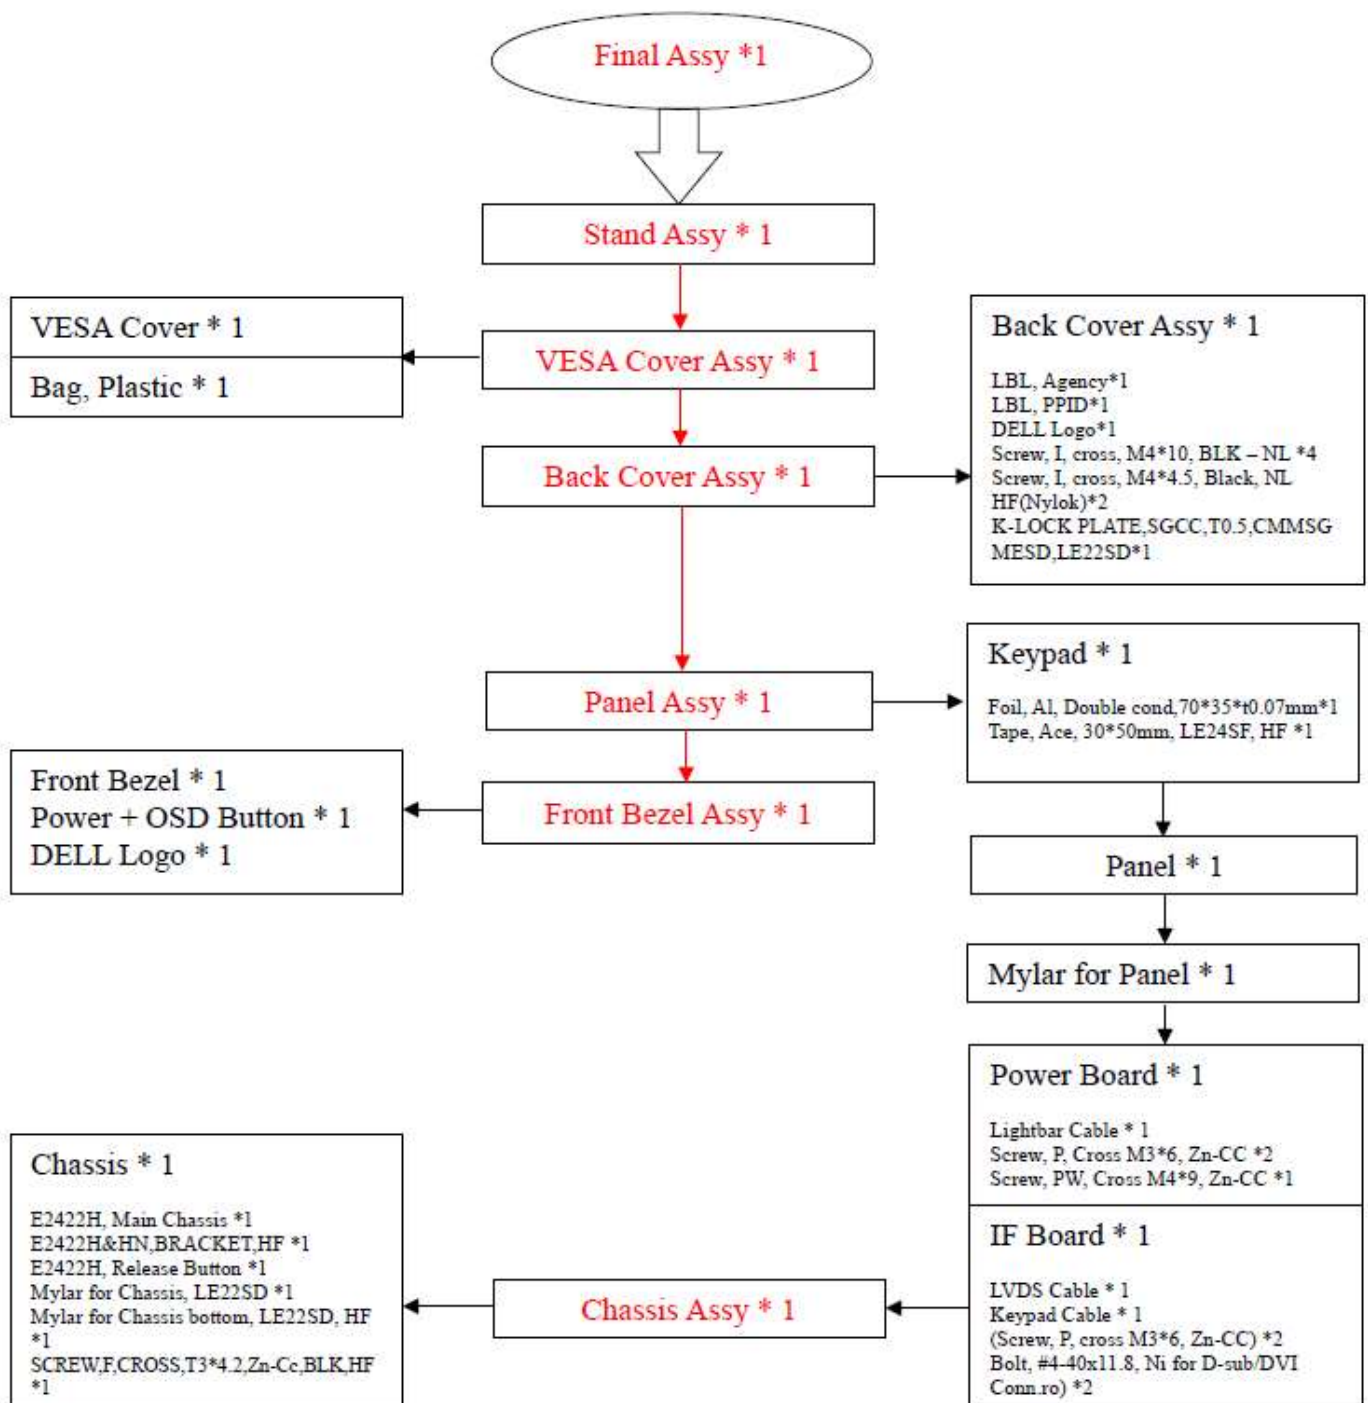 Final Assy *1
Stand Assy * 1
VESA Cover * 1
Bag, Plastic * 1
VESA Cover Assy * 1
Back Cover Assy * 1
Back Cover Assy * 1
LBL, Agency*1
LBL, PPID*1
DELL Logo*1
Screw, I, cross, M4*10, BLK – NL *4
Screw, I, cross, M4*4.5, Black, NL
HF(Nylok)*2
K-LOCK PLATE,SGCC,T0.5,CMMSG
MESD,LE22SD*1
Panel Assy * 1
Keypad * 1
Foil, Al, Double cond,70*35*t0.07mm*1
Tape, Ace, 30*50mm, LE24SF, HF *1
Front Bezel * 1
Power + OSD Button * 1
DELL Logo * 1
Front Bezel Assy * 1
Panel * 1
Mylar for Panel * 1
Power Board * 1
Lightbar Cable * 1
Screw, P, Cross M3*6, Zn-CC *2
Screw, PW, Cross M4*9, Zn-CC *1
IF Board * 1
LVDS Cable * 1
Keypad Cable * 1
(Screw, P, cross M3*6, Zn-CC) *2
Bolt, #4-40x11.8, Ni for D-sub/DVI
Conn.ro) *2
Chassis Assy * 1
Chassis * 1
E2422H, Main Chassis *1
E2422H&HN,BRACKET,HF *1
E2422H, Release Button *1
Mylar for Chassis, LE22SD *1
Mylar for Chassis bottom, LE22SD, HF
*1
SCREW,F,CROSS,T3*4.2,Zn-Cc,BLK,HF
*1